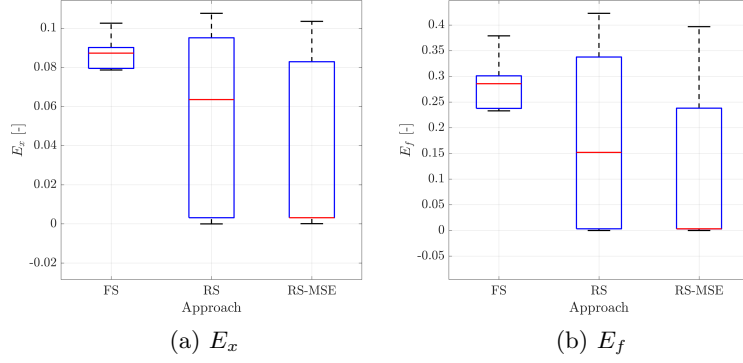 0.1
0.08
0.06
0.04
0.02
0
-0.02
E_x [-]
FS RS RS-MSE
Approach
(a) E_x
0.4
0.35
0.3
0.25
0.2
0.15
0.1
0.05
0
-0.05
E_f [-]
FS RS RS-MSE
Approach
(b) E_f